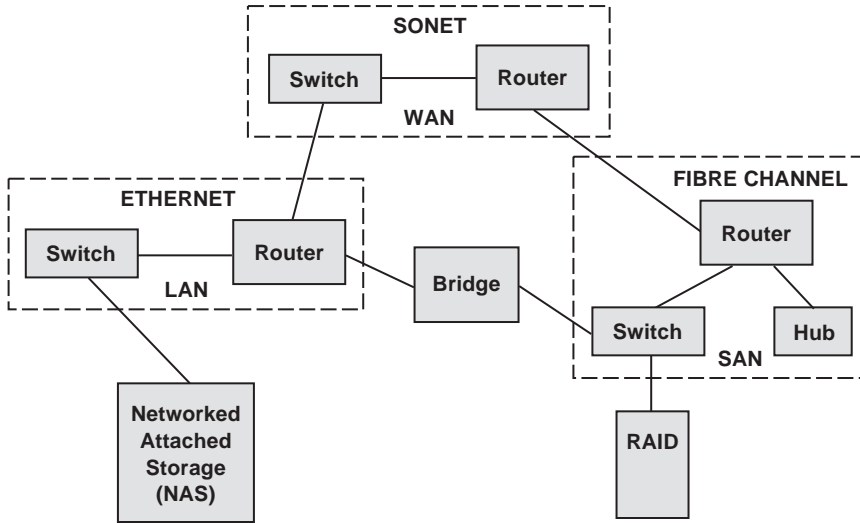 SONET
Switch
Router
WAN
ETHERNET
Switch
Router
LAN
Bridge
FIBRE CHANNEL
Router
Switch
Hub
SAN
Networked
Attached
Storage
(NAS)
RAID